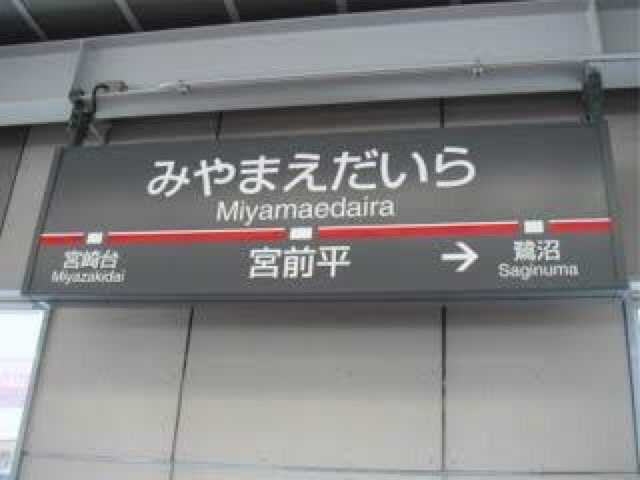 みやまえだいら
Miyamaedaira
宮崎台
Miyazakidai
宮前平
→
鷺沼
Saginuma